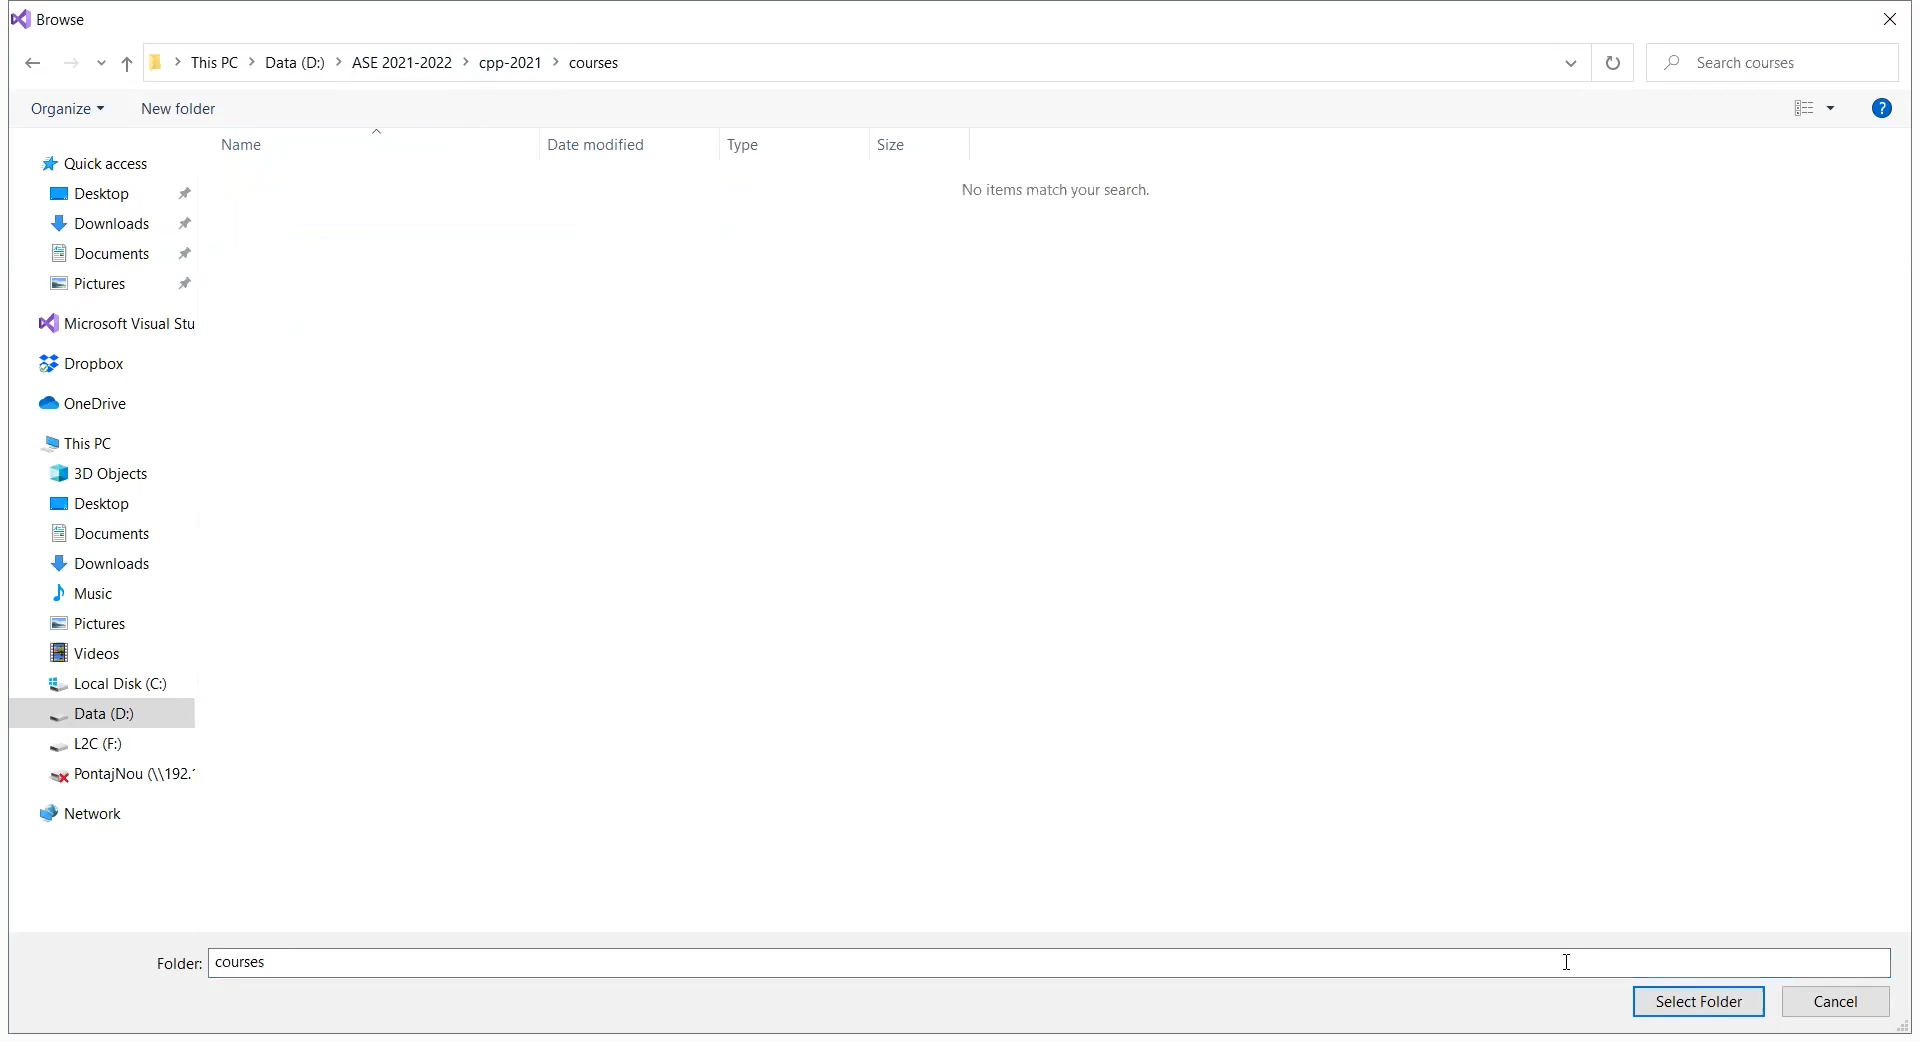 Browse
This PC Data (D:) ASE 2021-2022 cpp-2021 courses
Search courses
Organize New folder
?
Name Date modified Type Size
No items match your search.
Quick access
Desktop
Downloads
Documents
Pictures
Microsoft Visual Stu
Dropbox
OneDrive
This PC
3D Objects
Desktop
Documents
Downloads
Music
Pictures
Videos
Local Disk (C:)
Data (D:)
L2C (F:)
PontajNou (\\192.1
Network
Folder: courses
Select Folder Cancel